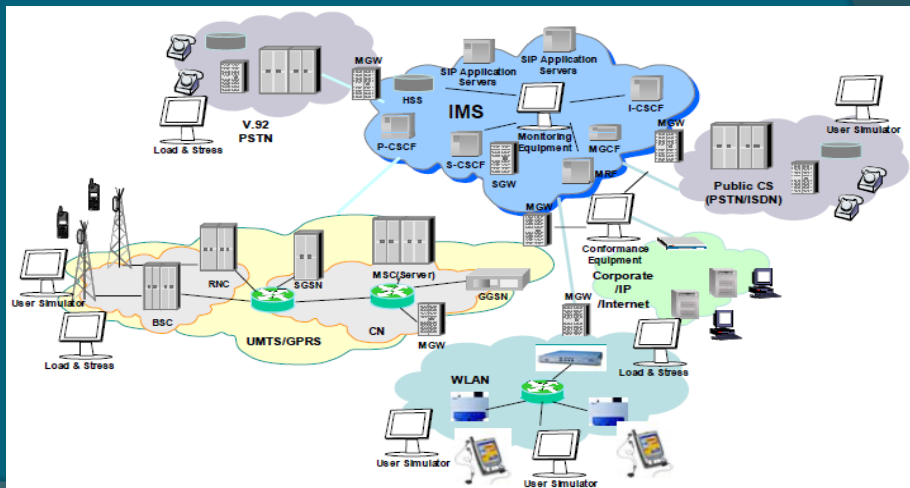 SIP Application
Servers
SIP Application
Servers
MGW
HSS
I-CSCF
IMS
MGW
User Simulator
V.92
PSTN
Load & Stress
P-CSCF
Monitoring
Equipment
MGCF
S-CSCF
SGW
MRF
Public CS
(PSTN/ISDN)
MGW
Conformance
Equipment
RNC
SGSN
MSC(Server)
GGSN
Corporate
/IP
/Internet
User Simulator
BSC
MGW
CN
MGW
UMTS/GPRS
Load & Stress
Load & Stress
WLAN
User Simulator
User Simulator